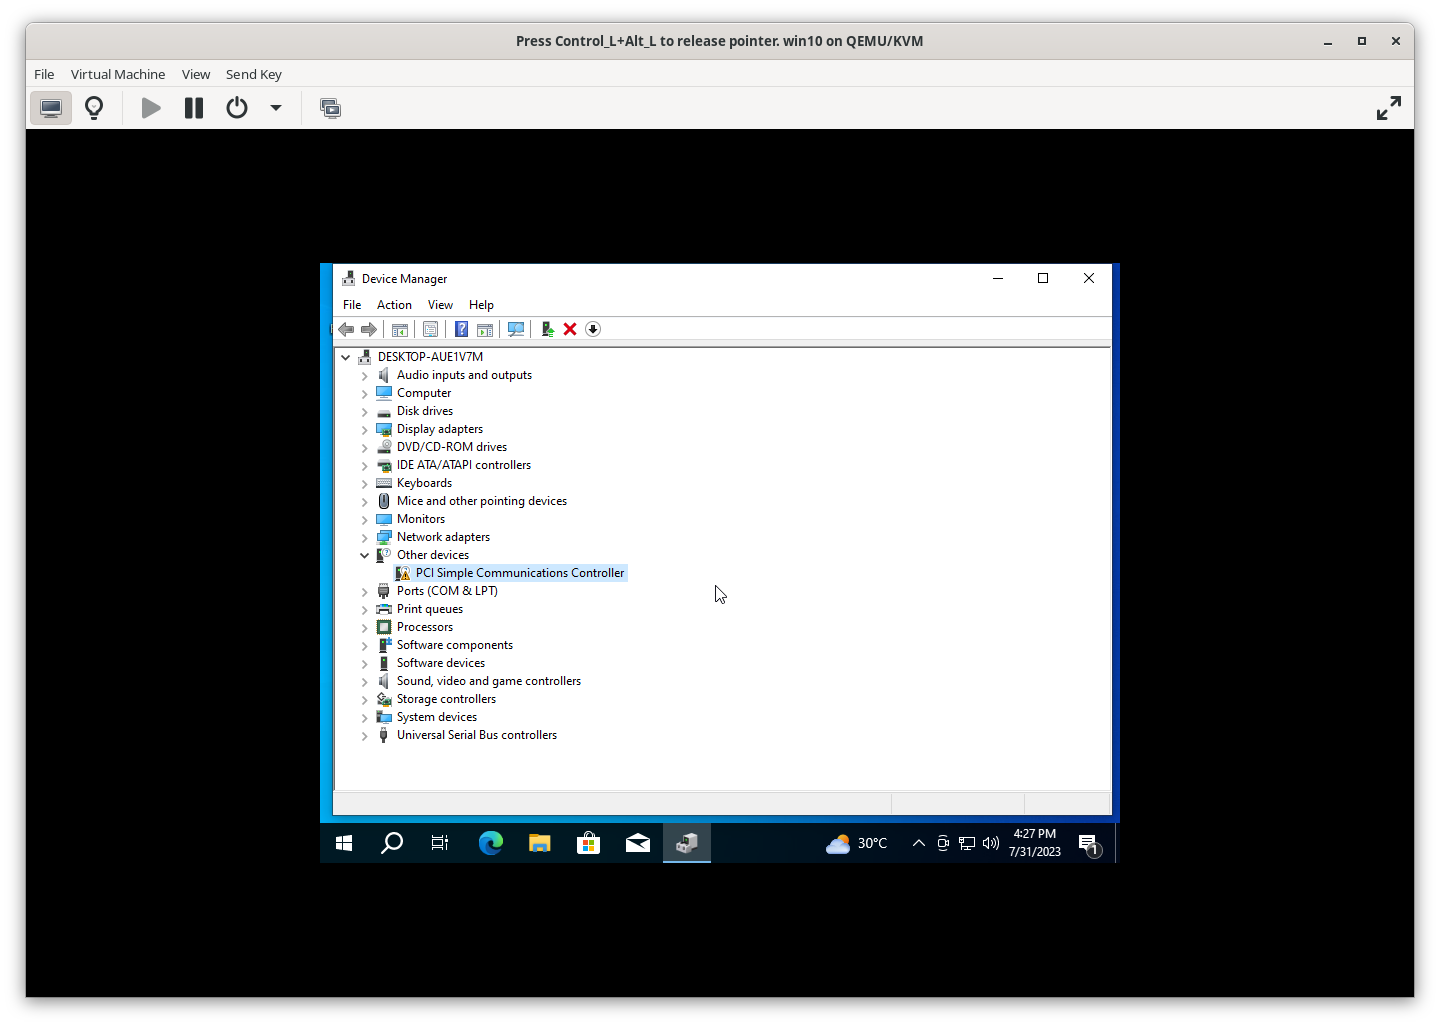 Press Control_L+Alt_L to release pointer. win10 on QEMU/KVM
File Virtual Machine View Send Key
Device Manager
File Action View Help
DESKTOP-AUE1V7M
Audio inputs and outputs
Computer
Disk drives
Display adapters
DVD/CD-ROM drives
IDE ATA/ATAPI controllers
Keyboards
Mice and other pointing devices
Monitors
Network adapters
Other devices
PCI Simple Communications Controller
Ports (COM & LPT)
Print queues
Processors
Software components
Software devices
Sound, video and game controllers
Storage controllers
System devices
Universal Serial Bus controllers
30°C
4:27 PM
7/31/2023
1